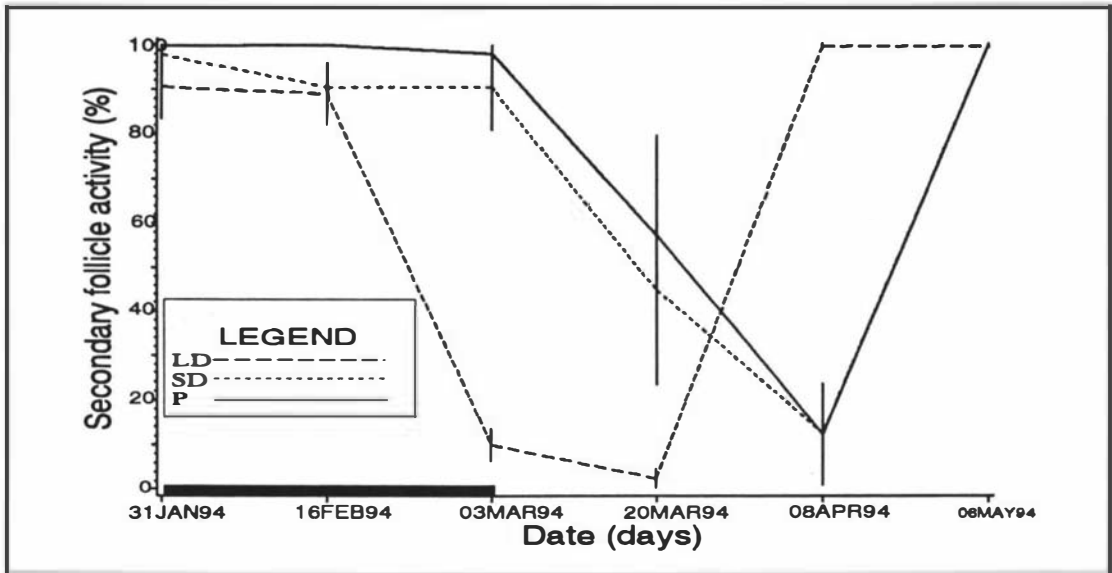 Secondary follicle activity (%)
100
80
60
40
20
0
LEGEND
LD
SD
P
31JAN94 16FEB94 03MAR94 20MAR94 08APR94 06MAY94
Date (days)